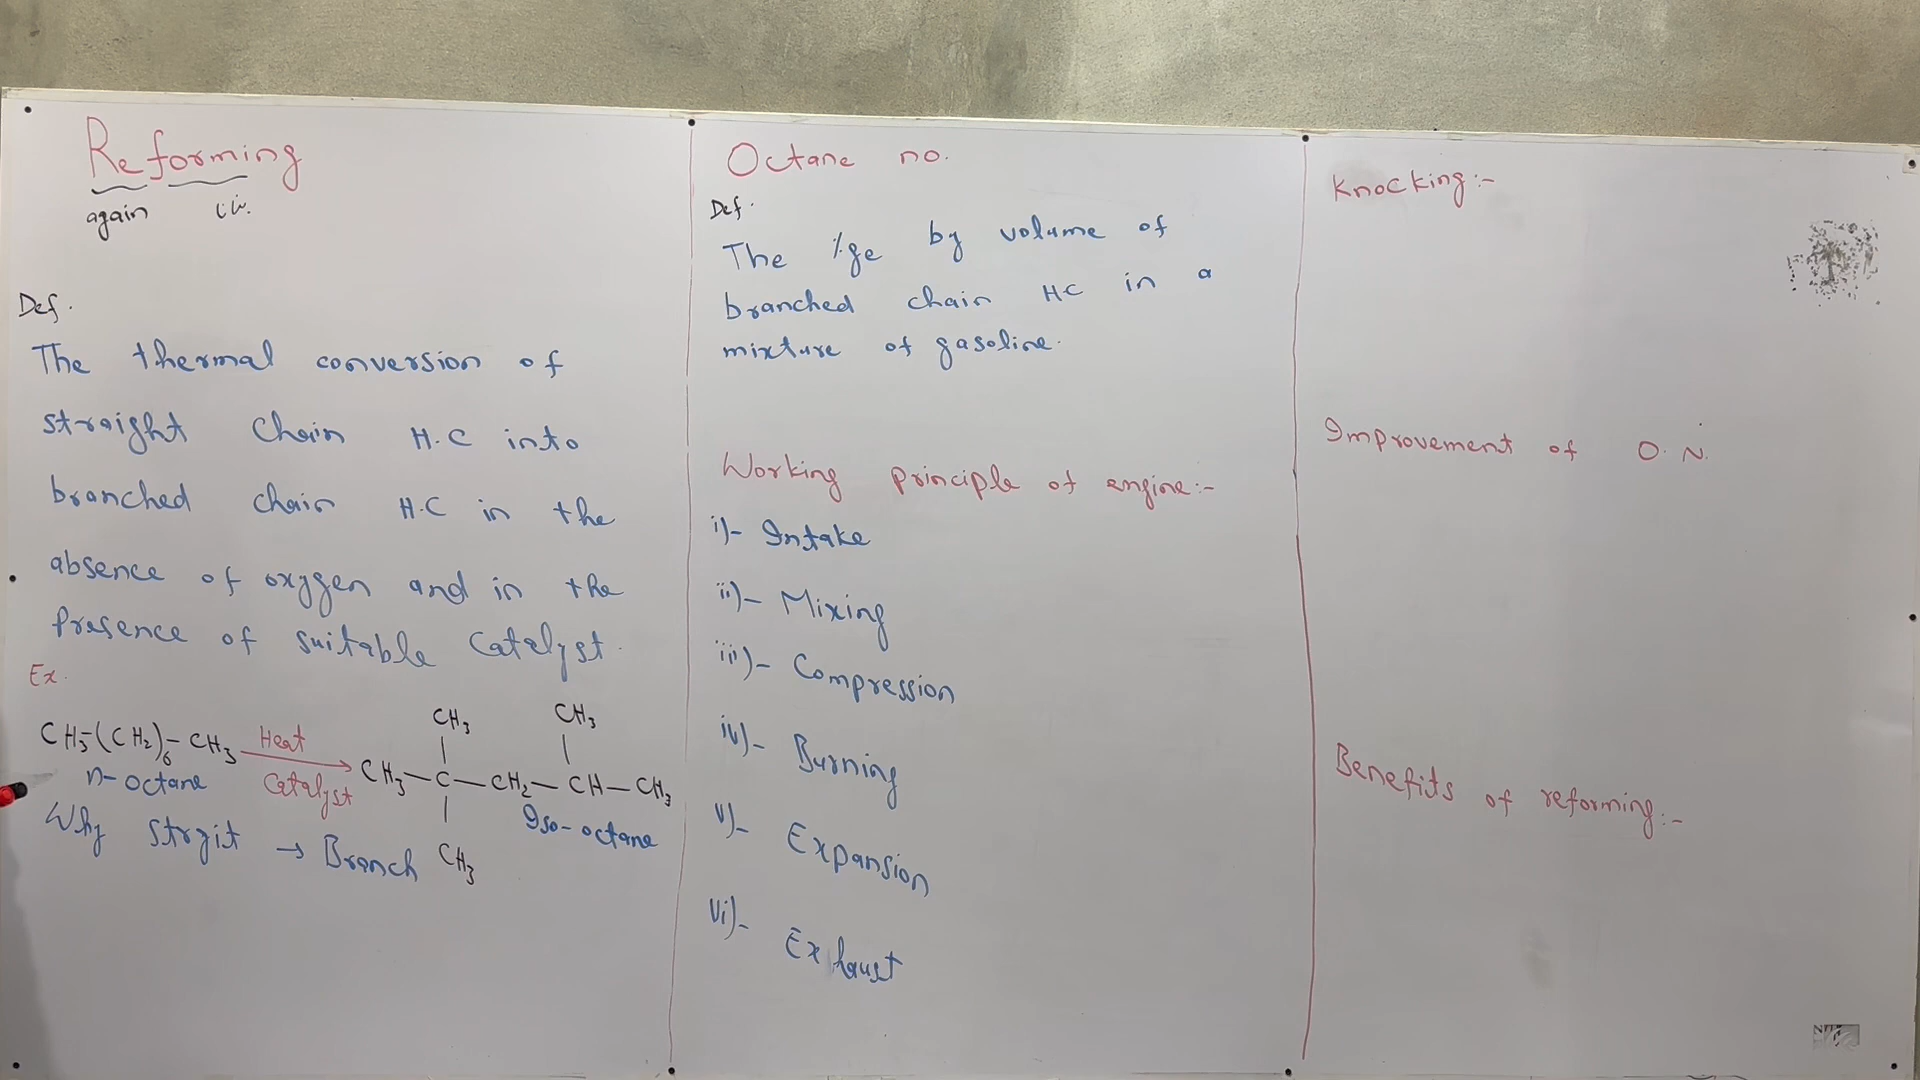 Reforming
again
Def.
The thermal conversion of
straight chain H.C into
branched chain H.C in the
absence of oxygen and in the
Presence of suitable Catalyst.
Ex.
CH₃-(CH₂)₆-CH₃ Heat Catalyst
n-octane
CH₃ CH₃
CH₃-C-CH₂-CH-CH₃
CH₃
Iso-octane
Why Strgit → Branch
Octane no.
Def.
The %ge by volume of
branched chain HC in a
mixture of gasoline.
Working principle of engine:-
i)- Intake
ii)- Mixing
iii)- Compression
iv)- Burning
v)- Expansion
vi)- Exhaust
Knocking:-
Improvement of O.N.
Benefits of reforming:-